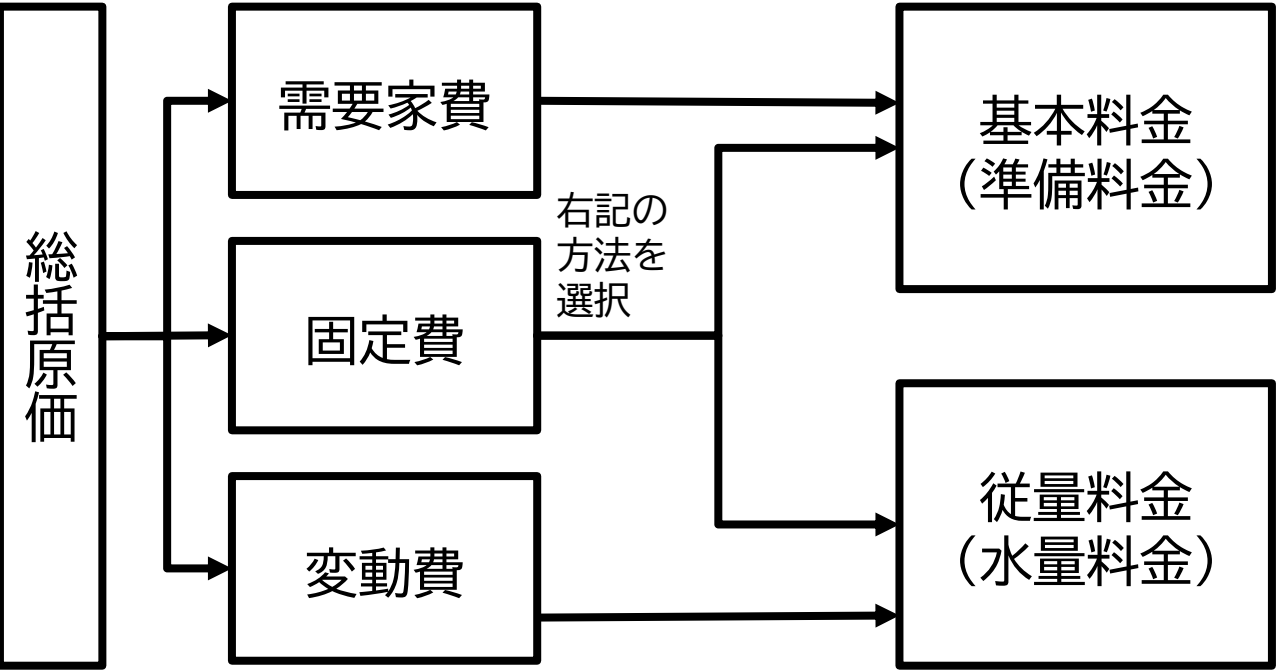 総括原価
需要家費
固定費
変動費
右記の
方法を
選択
基本料金
（準備料金）
従量料金
（水量料金）